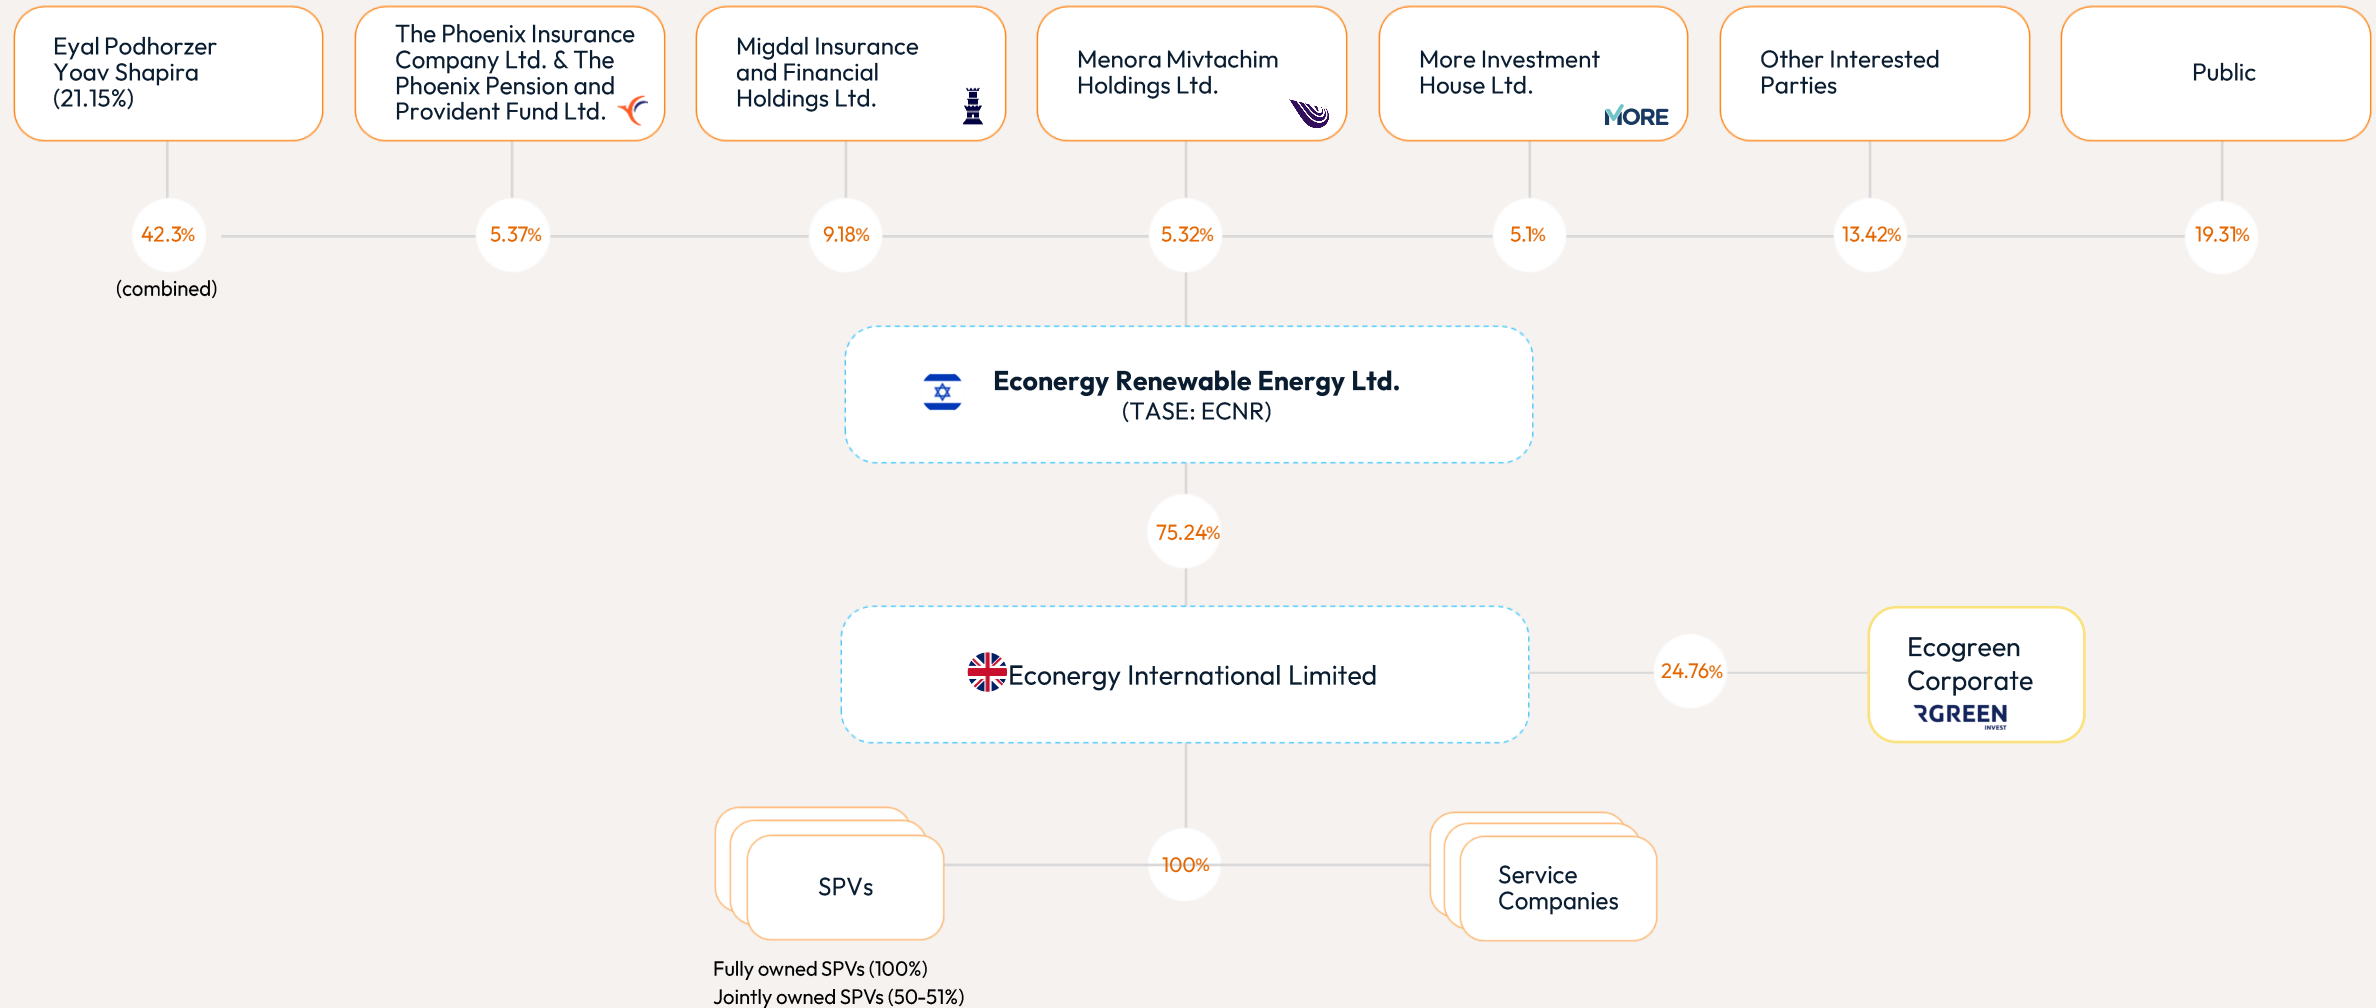 Eyal Podhorzer
Yoav Shapira
(21.15%)
The Phoenix Insurance
Company Ltd. & The
Phoenix Pension and
Provident Fund Ltd.
Migdal Insurance
and Financial
Holdings Ltd.
Menora Mivtachim
Holdings Ltd.
More Investment
House Ltd.
MORE
Other Interested
Parties
Public
42.3%
5.37%
9.18%
5.32%
5.1%
13.42%
19.31%
(combined)
Econergy Renewable Energy Ltd.
(TASE: ECNR)
75.24%
Econergy International Limited
24.76%
Ecogreen
Corporate
RGREEN
INVEST
SPVs
100%
Service
Companies
Fully owned SPVs (100%)
Jointly owned SPVs (50-51%)